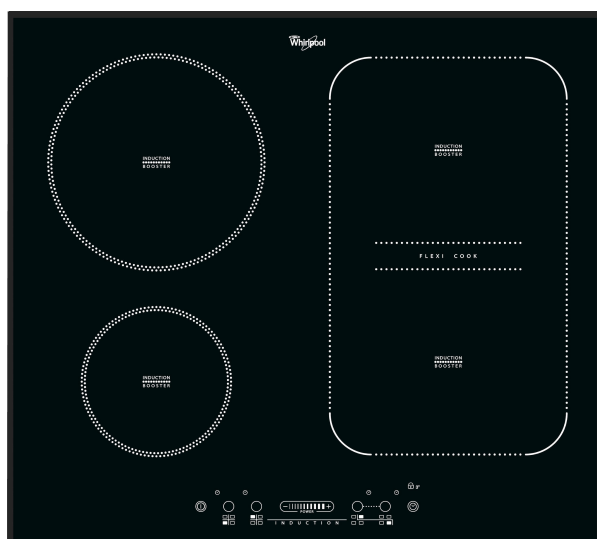 Whirlpool
INDUCTION
BOOSTER
INDUCTION
BOOSTER
FLEXI COOK
INDUCTION
BOOSTER
INDUCTION
BOOSTER
− +
POWER
INDUCTION